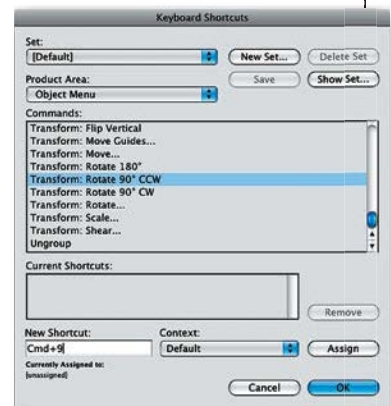 Keyboard Shortcuts
Set:
[Default]
New Set...
Delete Set
Product Area:
Save
Show Set...
Object Menu
Commands:
Transform: Flip Vertical
Transform: Move Guides...
Transform: Move...
Transform: Rotate 180°
Transform: Rotate 90° CCW
Transform: Rotate 90° CW
Transform: Rotate...
Transform: Scale...
Transform: Shear...
Ungroup
Current Shortcuts:
Remove
New Shortcut:
Context:
Cmd+9
Default
Assign
Currently Assigned to:
[unassigned]
Cancel
OK